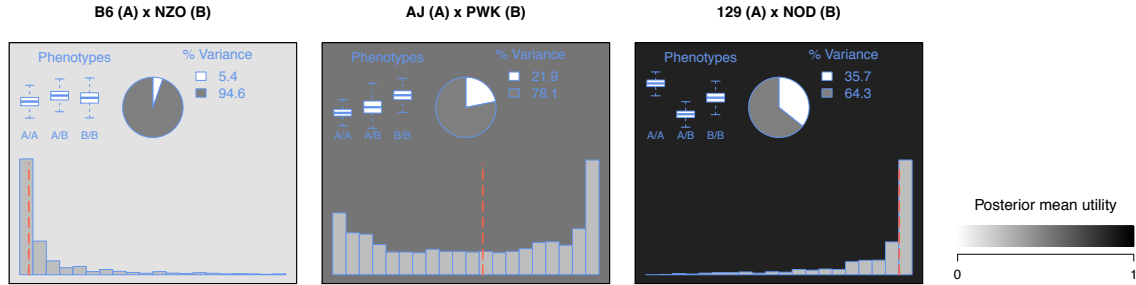 B6 (A) x NZO (B)
AJ (A) x PWK (B)
129 (A) x NOD (B)
Phenotypes
% Variance
5.4
94.6
A/A
A/B
B/B
Phenotypes
% Variance
21.9
78.1
A/A
A/B
B/B
Phenotypes
% Variance
35.7
64.3
A/A
A/B
B/B
Posterior mean utility
0
1